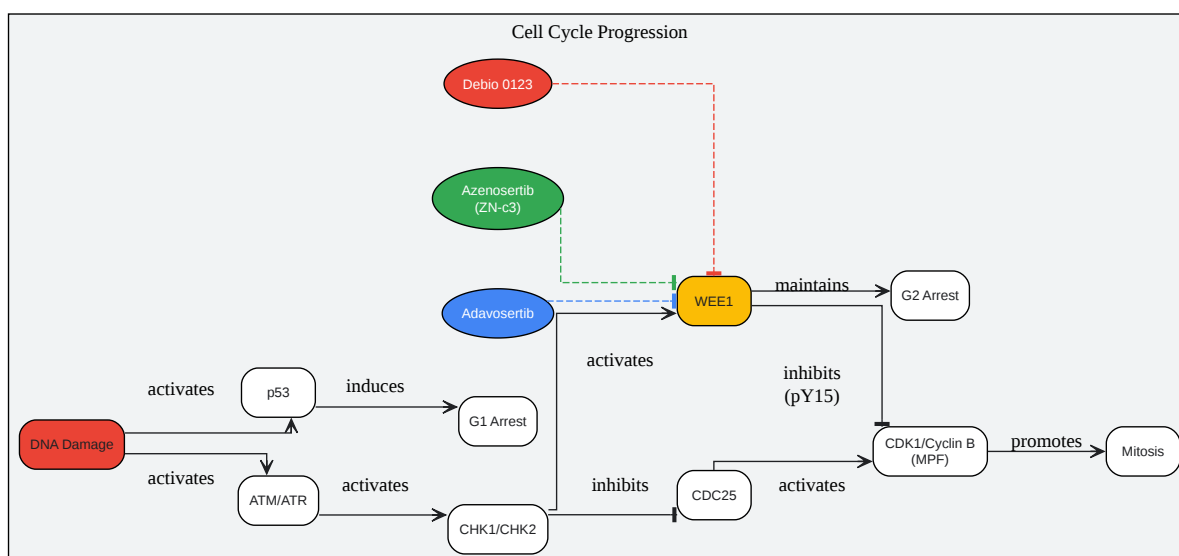 Cell Cycle Progression
Debio 0123
Azenosertib
(ZN-c3)
Adavosertib
WEE1
maintains
G2 Arrest
activates
inhibits
(pY15)
activates
p53
induces
G1 Arrest
DNA Damage
activates
ATM/ATR
activates
CHK1/CHK2
inhibits
CDC25
activates
CDK1/Cyclin B
(MPF)
promotes
Mitosis